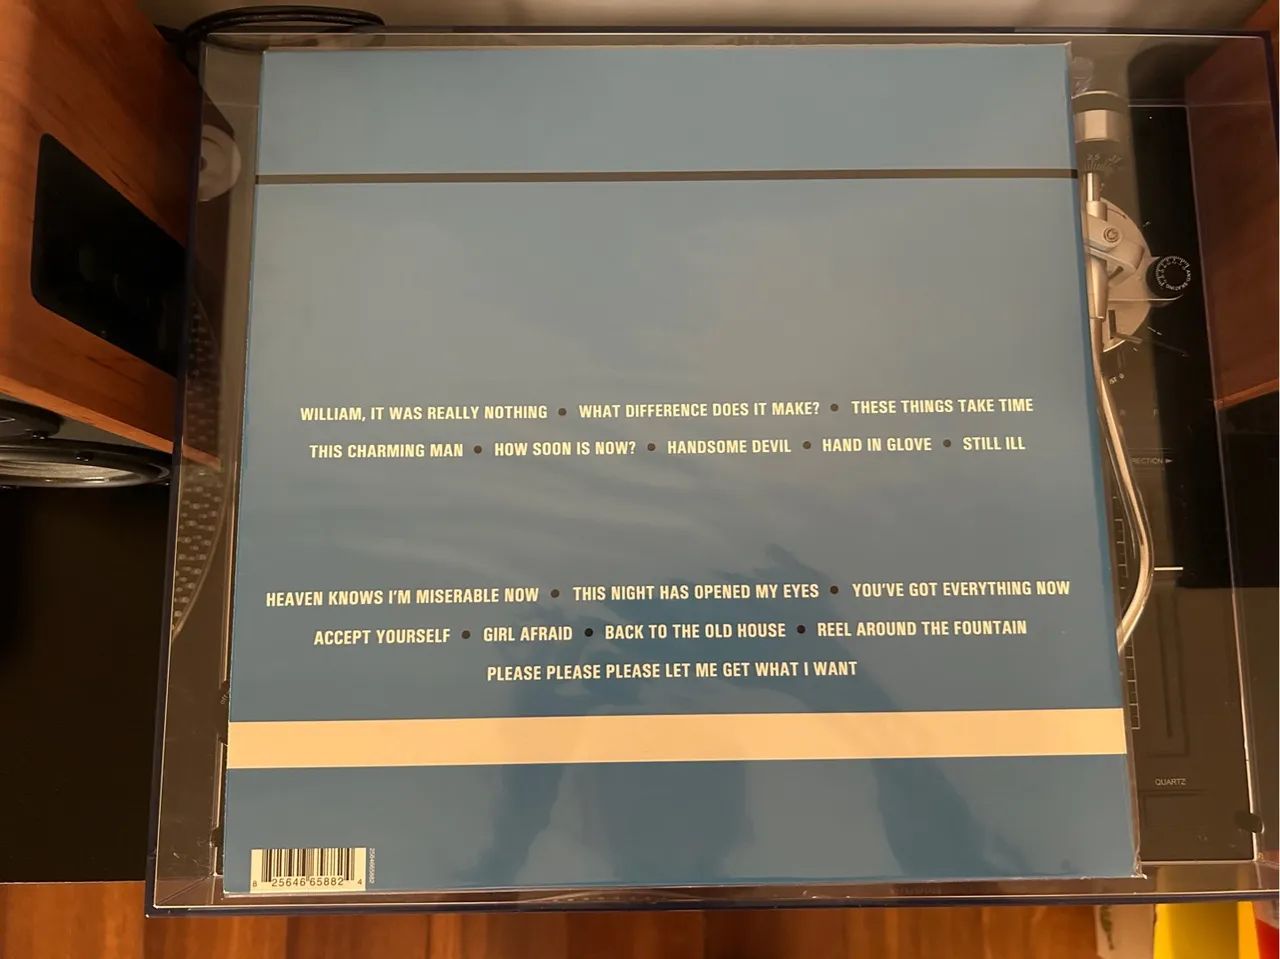 WILLIAM, IT WAS REALLY NOTHING • WHAT DIFFERENCE DOES IT MAKE? • THESE THINGS TAKE TIME
THIS CHARMING MAN • HOW SOON IS NOW? • HANDSOME DEVIL • HAND IN GLOVE • STILL ILL
HEAVEN KNOWS I'M MISERABLE NOW • THIS NIGHT HAS OPENED MY EYES • YOU'VE GOT EVERYTHING NOW
ACCEPT YOURSELF • GIRL AFRAID • BACK TO THE OLD HOUSE • REEL AROUND THE FOUNTAIN
PLEASE PLEASE PLEASE LET ME GET WHAT I WANT
QUARTZ
8 25646 65882 4